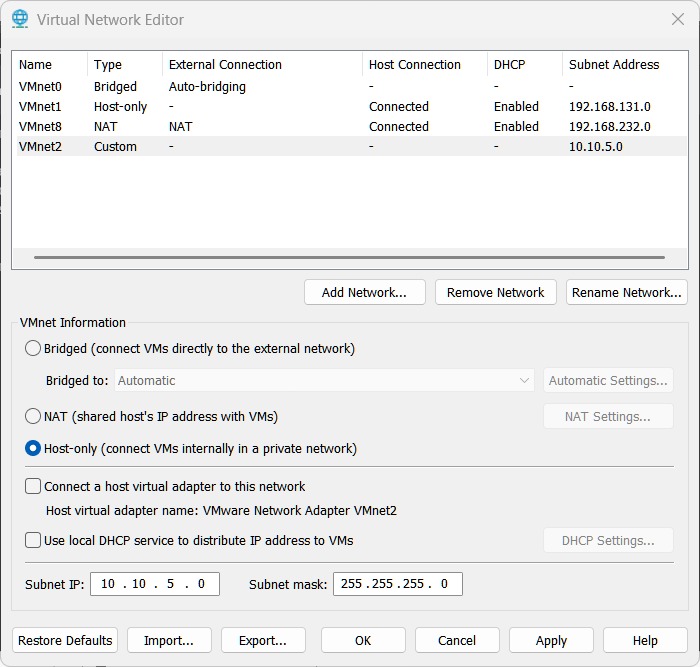 Virtual Network Editor
Name Type External Connection Host Connection DHCP Subnet Address
VMnet0 Bridged Auto-bridging - - -
VMnet1 Host-only - Connected Enabled 192.168.131.0
VMnet8 NAT NAT Connected Enabled 192.168.232.0
VMnet2 Custom - - - 10.10.5.0
Add Network... Remove Network Rename Network...
VMnet Information
Bridged (connect VMs directly to the external network)
Bridged to: Automatic Automatic Settings...
NAT (shared host's IP address with VMs) NAT Settings...
Host-only (connect VMs internally in a private network)
Connect a host virtual adapter to this network
Host virtual adapter name: VMware Network Adapter VMnet2
Use local DHCP service to distribute IP address to VMs DHCP Settings...
Subnet IP: 10 . 10 . 5 . 0 Subnet mask: 255 . 255 . 255 . 0
Restore Defaults Import... Export... OK Cancel Apply Help